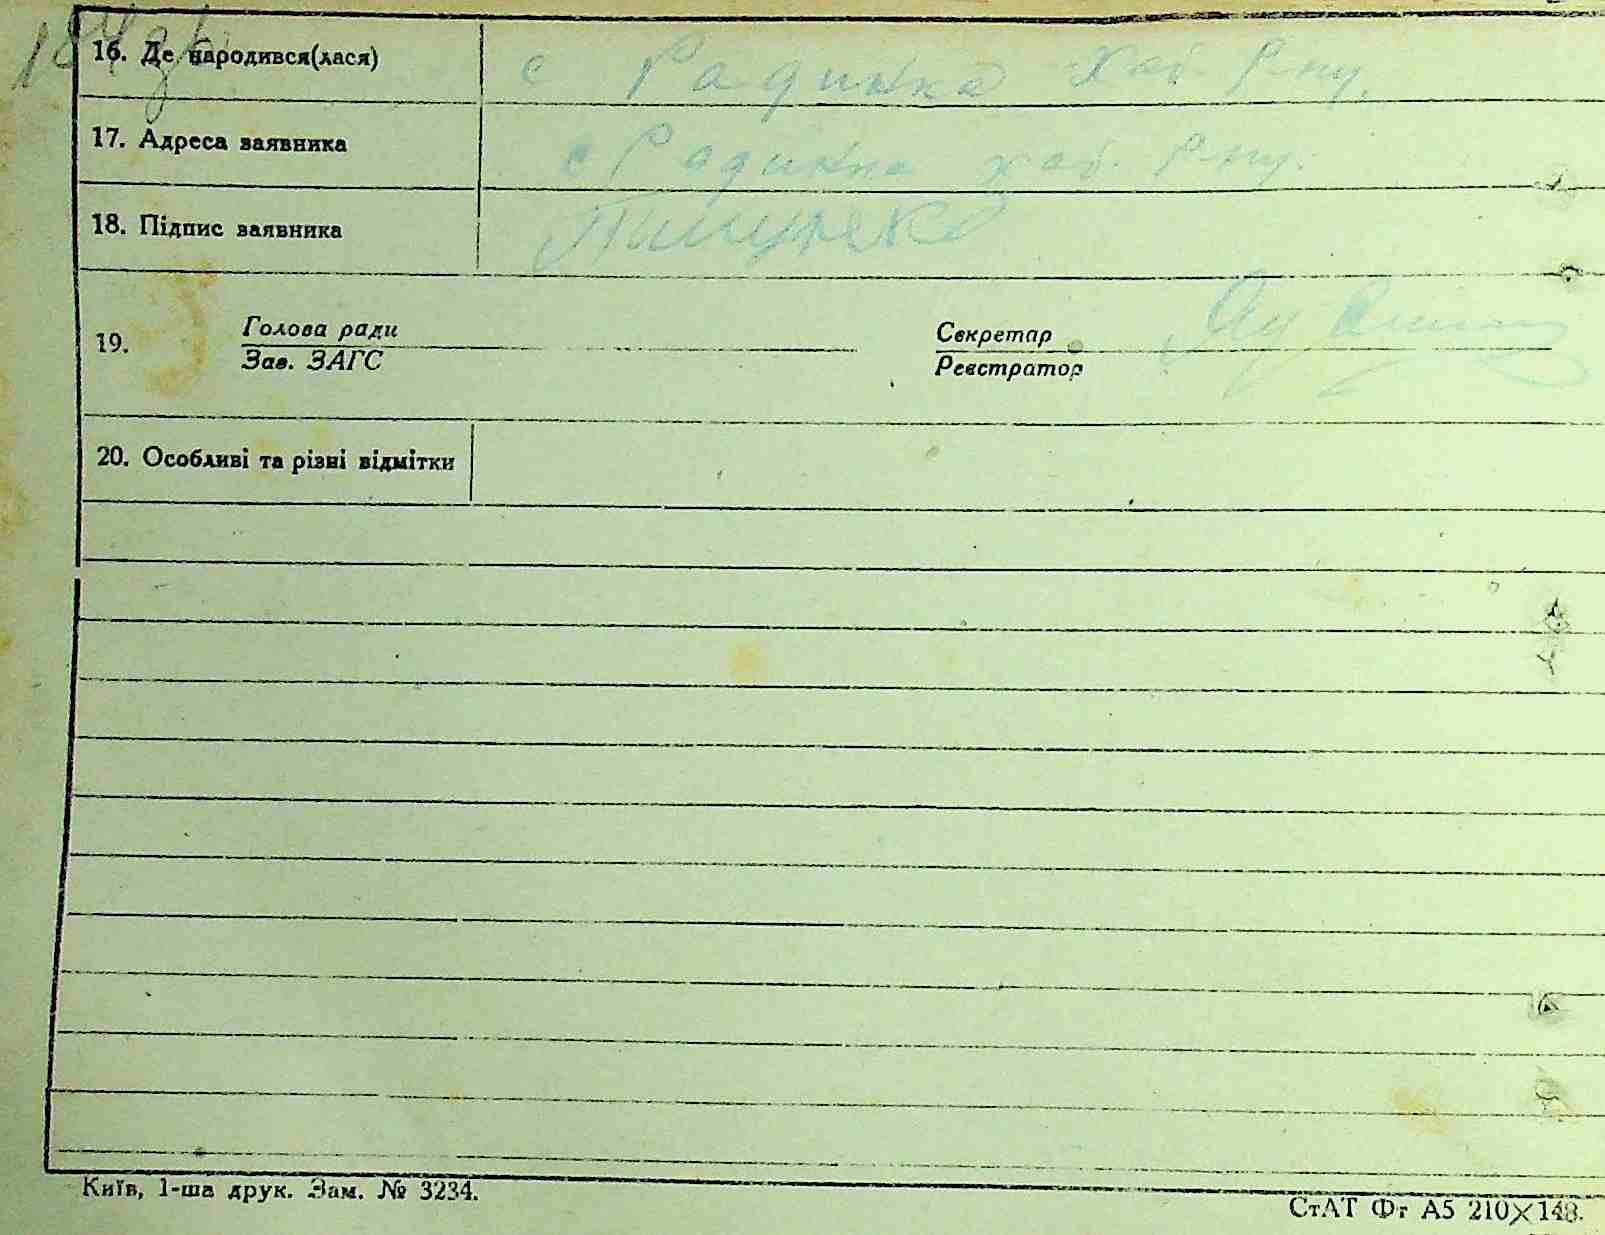 16. Де народився(лася) с Радинка Хаб. Р-ну.
17. Адреса заявника с Радинка хаб. Р-ну.
18. Підпис заявника
19. Голова ради Секретар
Зав. ЗАГС Реєстратор
20. Особливі та різні відмітки
Київ, 1-ша друк. Зам. № 3234.
СтАТ Фг А5 210×148.